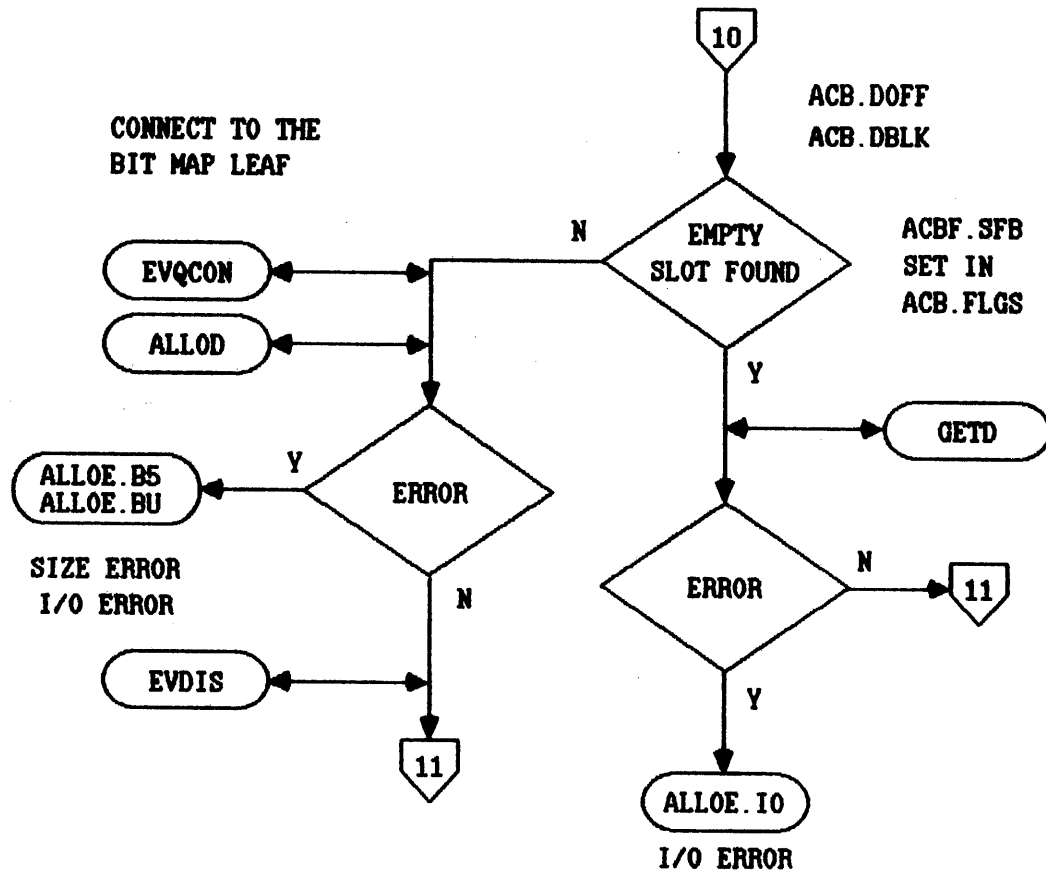 10
ACB.DOFF
ACB.DBLK
CONNECT TO THE
BIT MAP LEAF
N
EMPTY
SLOT FOUND
ACBF.SFB
SET IN
ACB.FLGS
EVQCON
ALLOD
Y
GETD
Y
ALLOE.B5
ALLOE.BU
ERROR
SIZE ERROR
I/O ERROR
N
ERROR
N
11
EVDIS
Y
11
ALLOE.IO
I/O ERROR